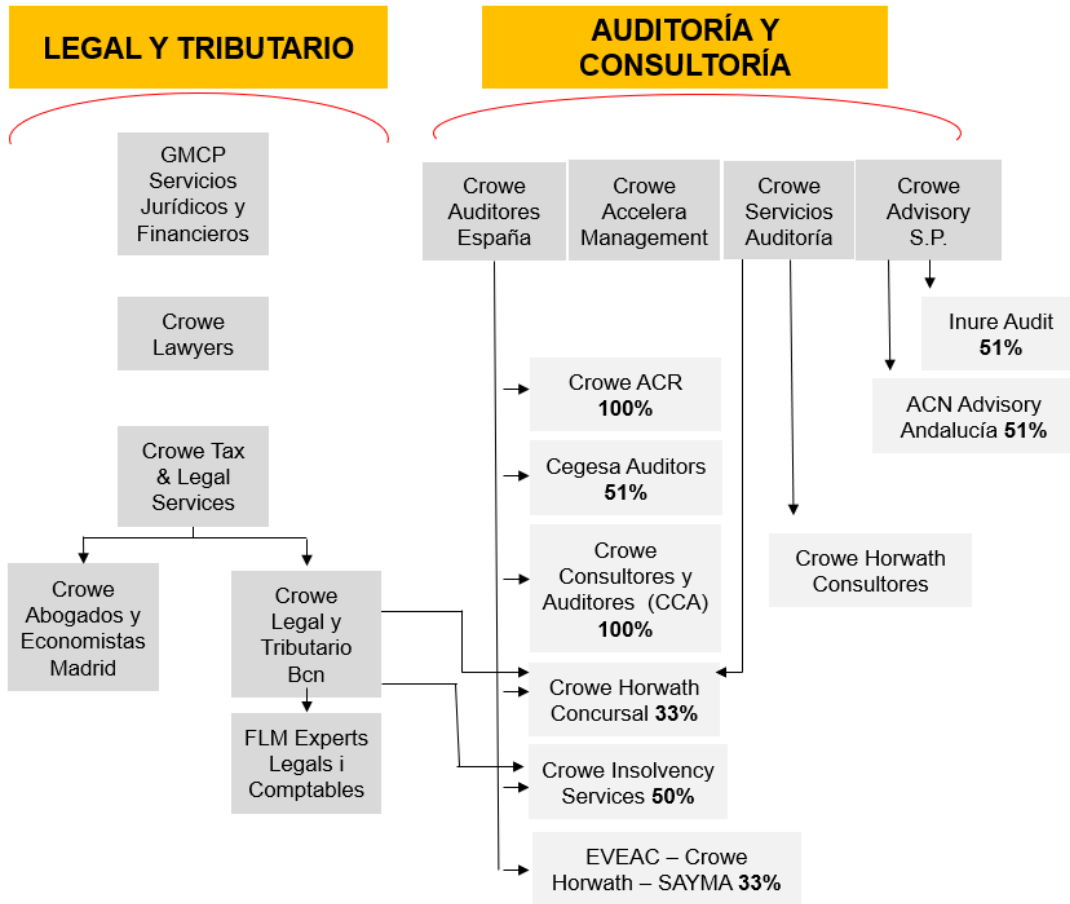 LEGAL Y TRIBUTARIO
AUDITORÍA Y
CONSULTORÍA
GMCP
Servicios
Jurídicos y
Financieros
Crowe
Lawyers
Crowe Tax
& Legal
Services
Crowe
Abogados y
Economistas
Madrid
Crowe
Legal y
Tributario
Bcn
FLM Experts
Legals i
Comptables
Crowe
Auditores
España
Crowe
Accelera
Management
Crowe
Servicios
Auditoría
Crowe
Advisory
S.P.
Inure Audit
51%
ACN Advisory
Andalucía 51%
Crowe ACR
100%
Cegesa Auditors
51%
Crowe
Consultores y
Auditores (CCA)
100%
Crowe Horwath
Consultores
Crowe Horwath
Concursal 33%
Crowe Insolvency
Services 50%
EVEAC – Crowe
Horwath – SAYMA 33%